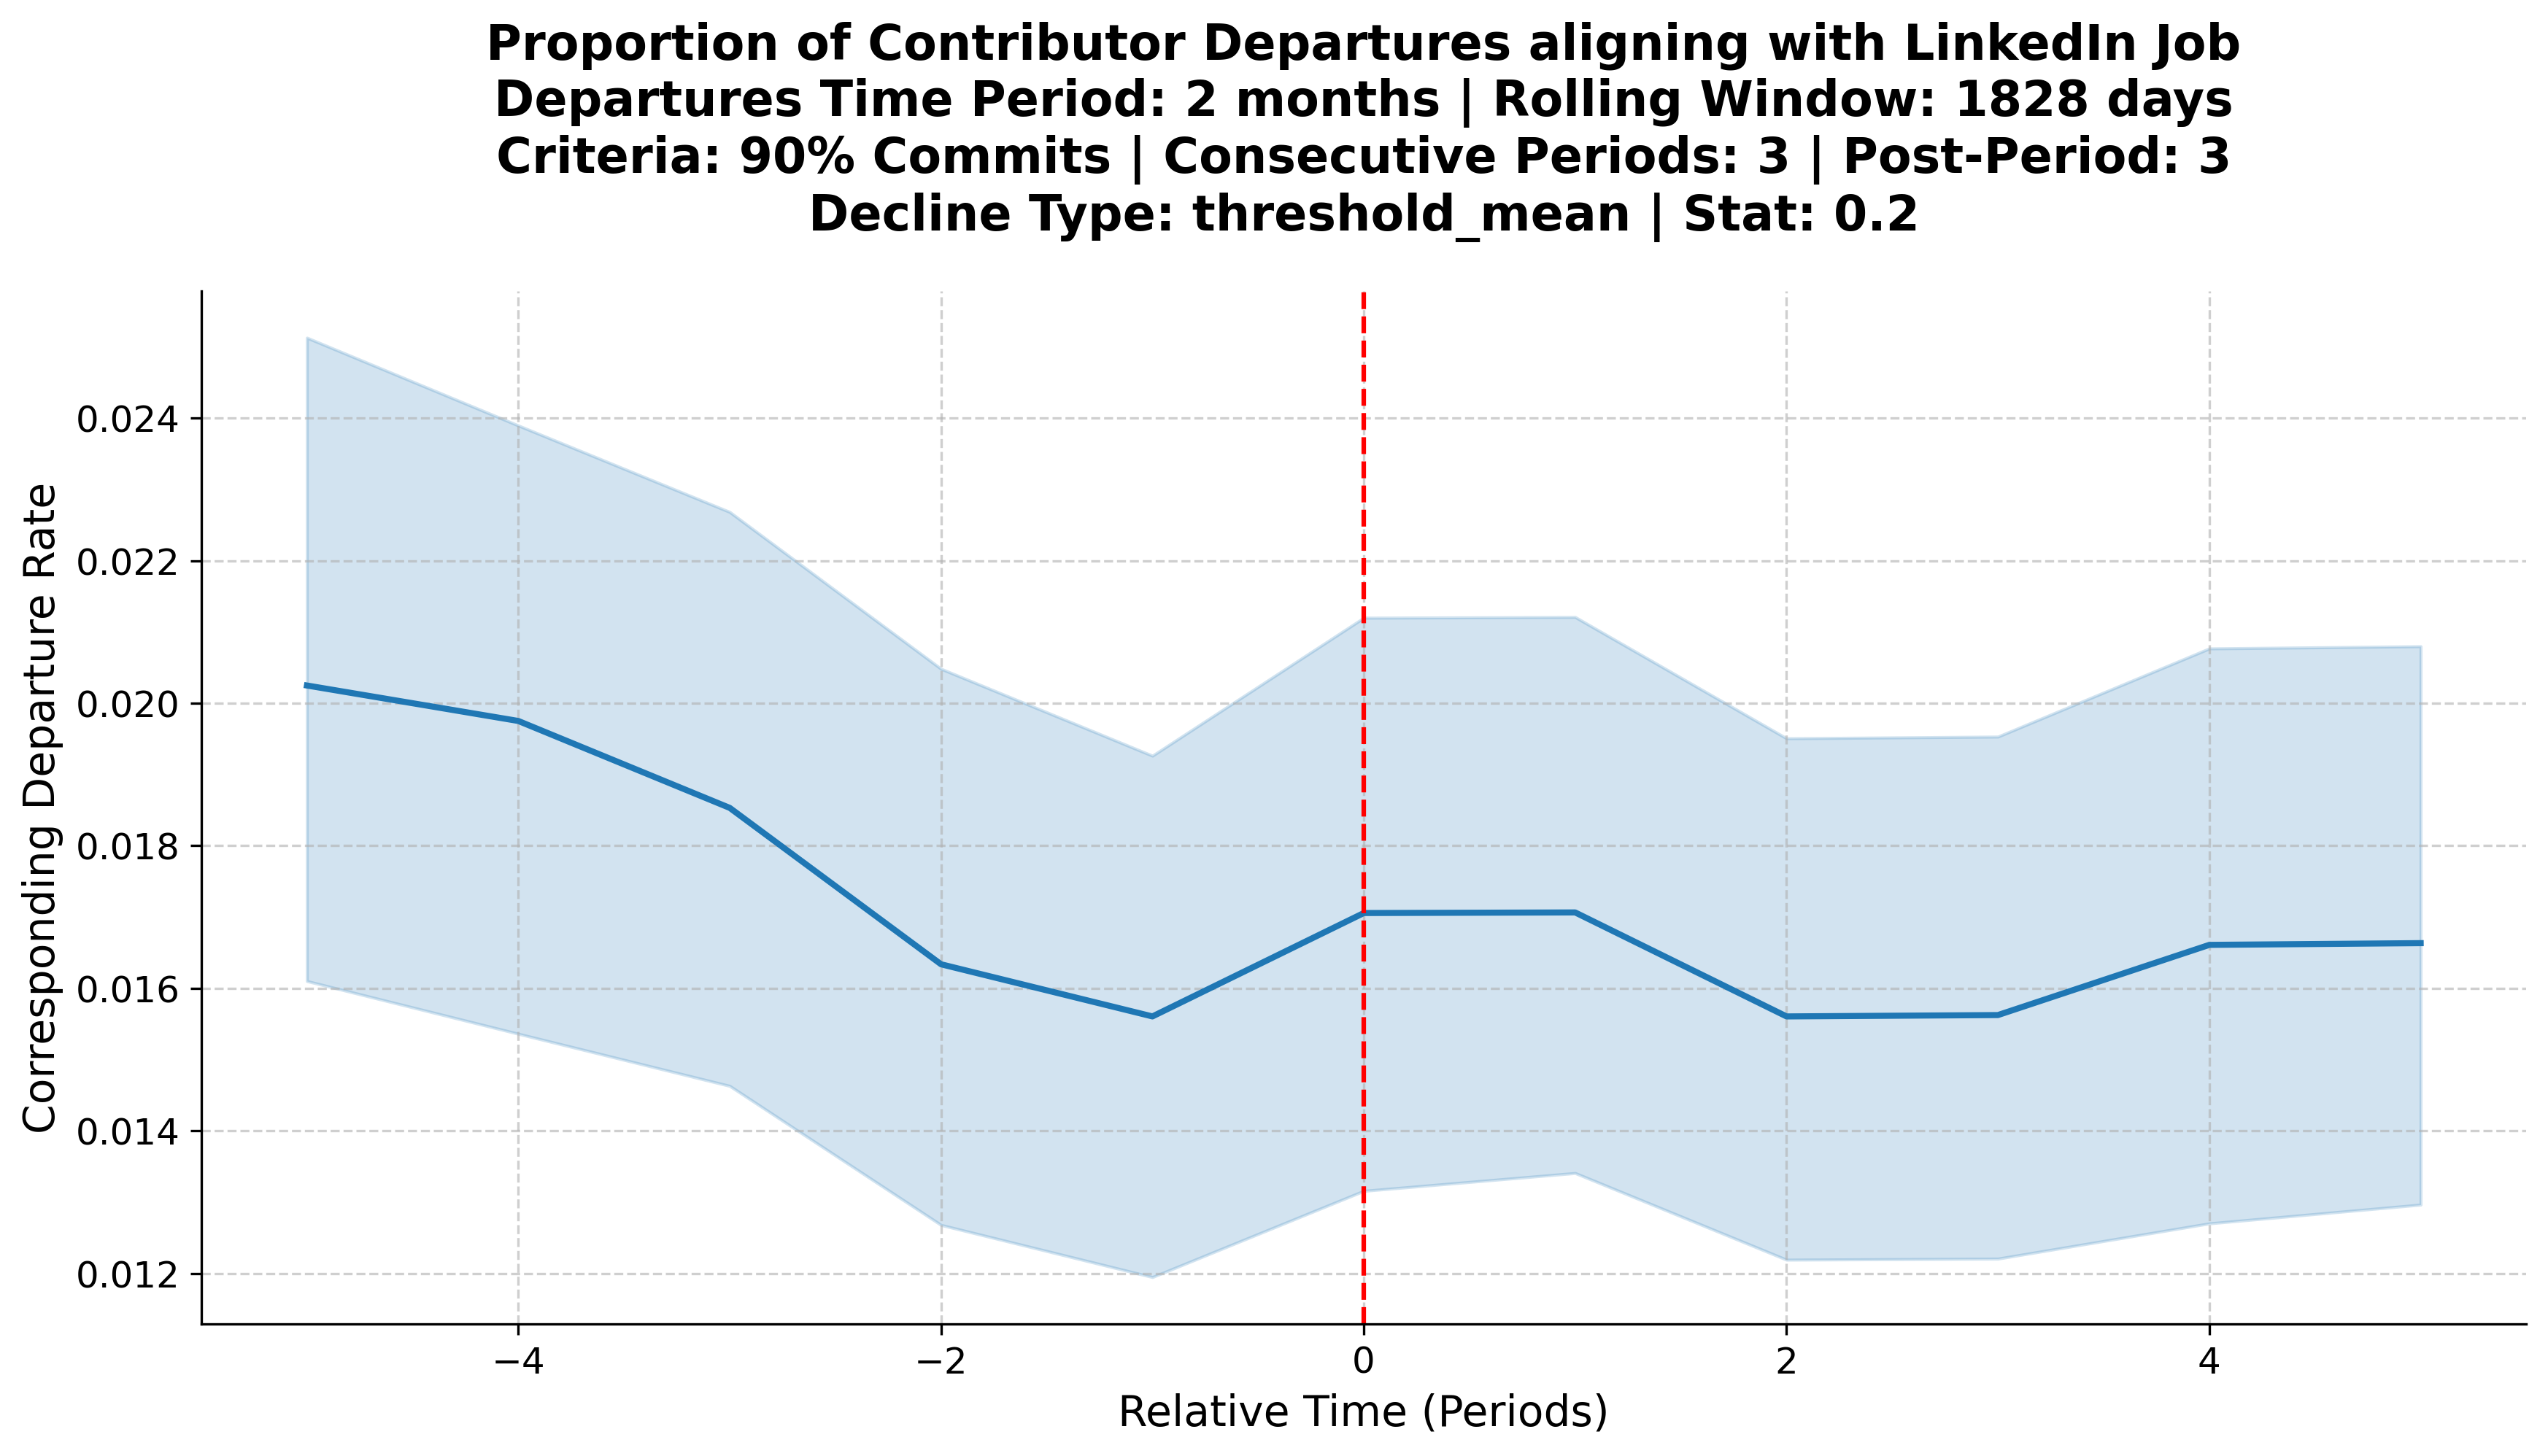 Proportion of Contributor Departures aligning with LinkedIn Job
Departures Time Period: 2 months | Rolling Window: 1828 days
Criteria: 90% Commits | Consecutive Periods: 3 | Post-Period: 3
Decline Type: threshold_mean | Stat: 0.2
Corresponding Departure Rate
0.024
0.022
0.020
0.018
0.016
0.014
0.012
−4
−2
0
2
4
Relative Time (Periods)